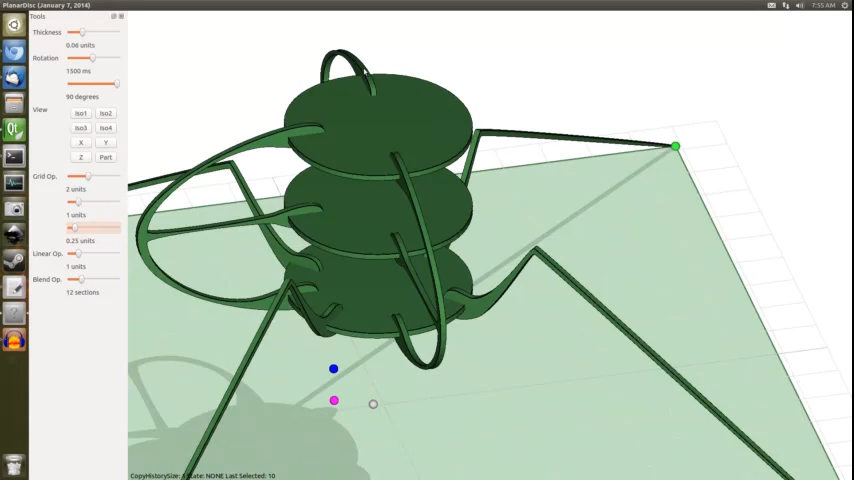 PlanarDisc (January 7, 2014)
7:55 AM
Tools
Thickness
0.06 units
Rotation
1500 ms
90 degrees
View
Iso1 Iso2
Iso3 Iso4
X Y
Z Part
Grid Op.
2 units
1 units
0.25 units
Linear Op.
1 units
Blend Op.
12 sections
Qt
State: NONE Last Selected: 10